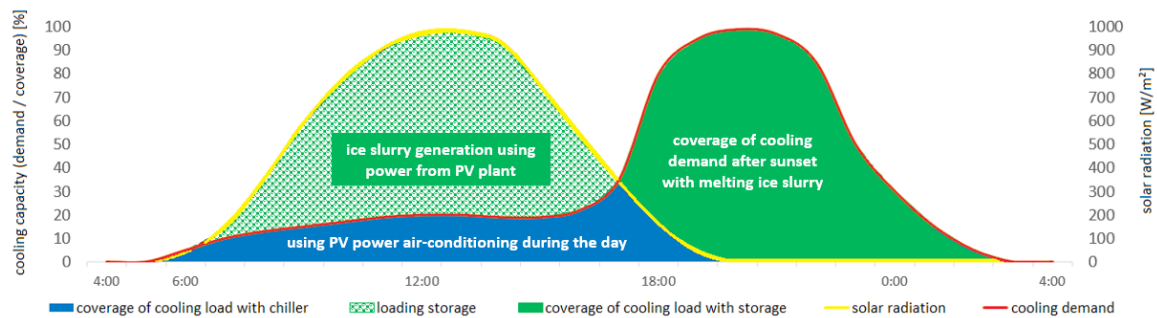 cooling capacity (demand / coverage) [%]
100
90
80
70
60
50
40
30
20
10
0
ice slurry generation using
power from PV plant
coverage of cooling
demand after sunset
with melting ice slurry
using PV power air-conditioning during the day
1000
900
800
700
600
500
400
300
200
100
0
solar radiation [W/m²]
4:00 6:00 12:00 18:00 0:00 4:00
coverage of cooling load with chiller loading storage coverage of cooling load with storage solar radiation cooling demand